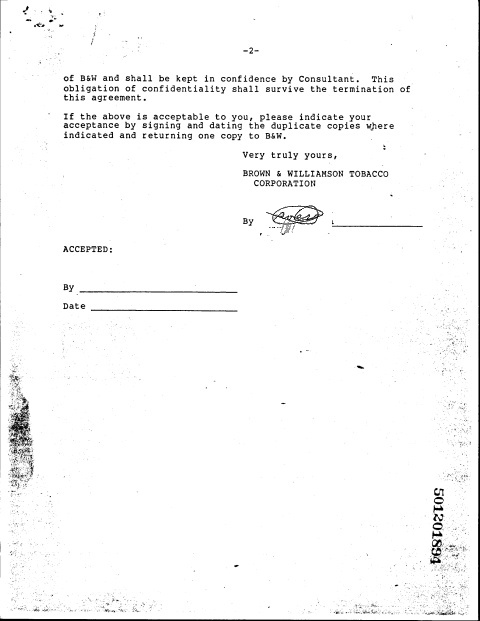 -2-
of B&W and shall be kept in confidence by Consultant. This
obligation of confidentiality shall survive the termination of
this agreement.
If the above is acceptable to you, please indicate your
acceptance by signing and dating the duplicate copies where
indicated and returning one copy to B&W.
Very truly yours,
BROWN & WILLIAMSON TOBACCO
CORPORATION
By
ACCEPTED:
By
Date
501201894